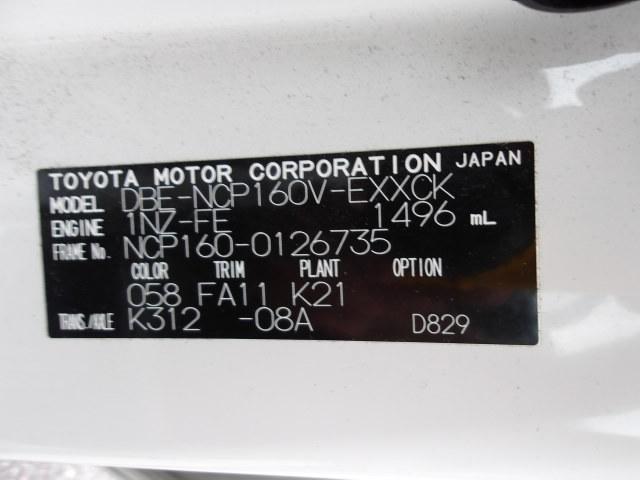 TOYOTA MOTOR CORPORATION JAPAN
MODEL DBE-NCP160V-EXXCK
ENGINE 1NZ-FE 1496 mL
FRAME No. NCP160-0126735
COLOR TRIM PLANT OPTION
058 FA11 K21
TRANS./AXLE K312 -08A D829